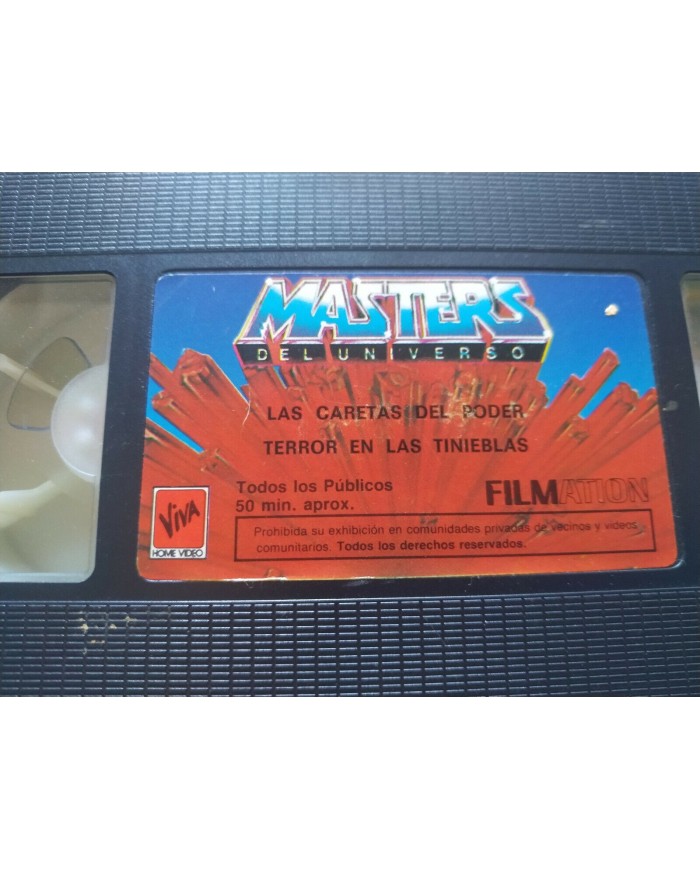 MASTERS
DEL UNIVERSO
LAS CARETAS DEL PODER
TERROR EN LAS TINIEBLAS
Todos los Públicos
50 min. aprox.
FILMATION
ViVA
HOME VIDEO
Prohibida su exhibición en comunidades privadas de vecinos y videos
comunitarios. Todos los derechos reservados.